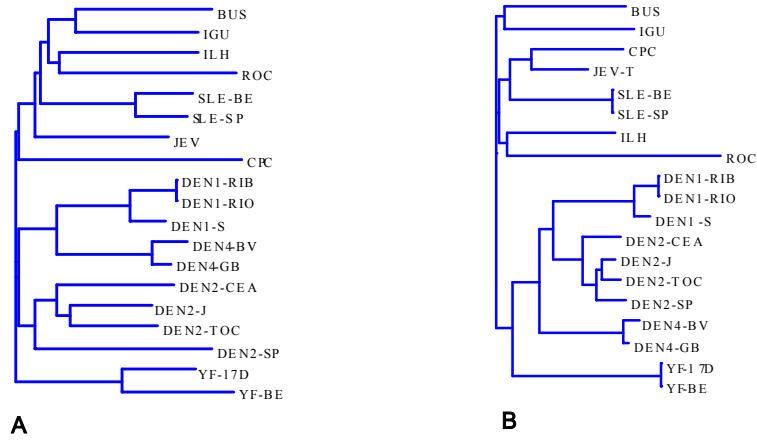 BUS
IGU
ILH
ROC
SLE-BE
SLE-SP
JEV
CPC
DEN1-RIB
DEN1-RIO
DEN1-S
DEN4-BV
DEN4-GB
DEN2-CEA
DEN2-J
DEN2-TOC
DEN2-SP
YF-17D
YF-BE
A
BUS
IGU
CPC
JEV-T
SLE-BE
SLE-SP
ILH
ROC
DEN1-RIB
DEN1-RIO
DEN1-S
DEN2-CEA
DEN2-J
DEN2-TOC
DEN2-SP
DEN4-BV
DEN4-GB
YF-17D
YF-BE
B